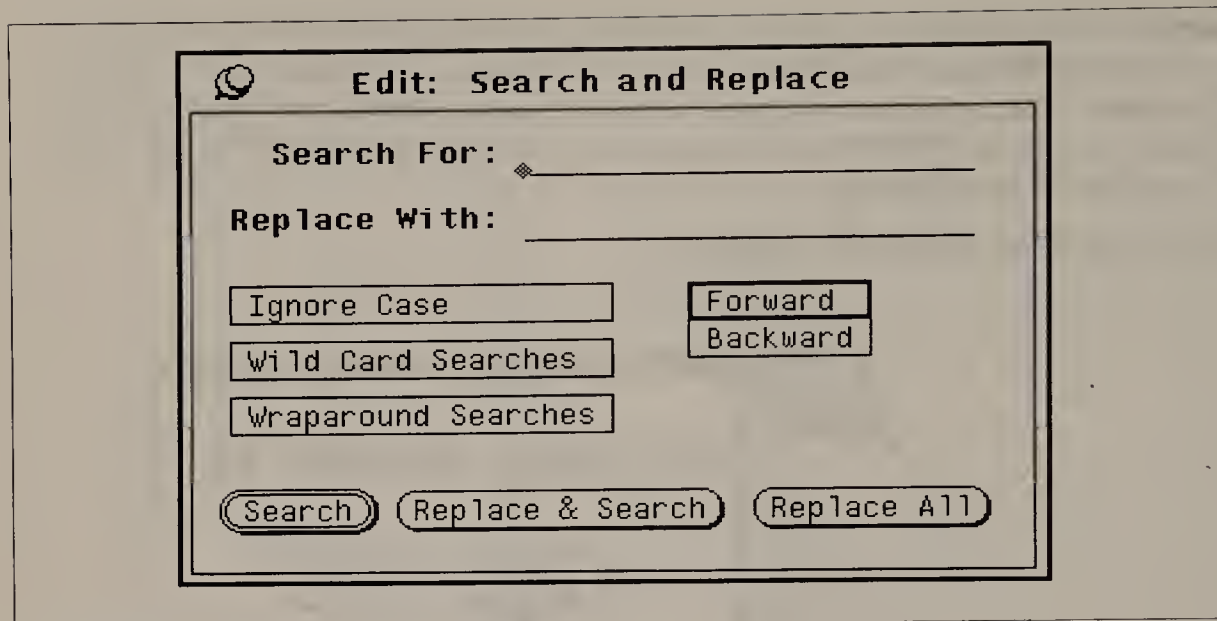 Edit: Search and Replace
Search For:
Replace With:
Ignore Case
Forward
Backward
Wild Card Searches
Wraparound Searches
Search
Replace & Search
Replace All